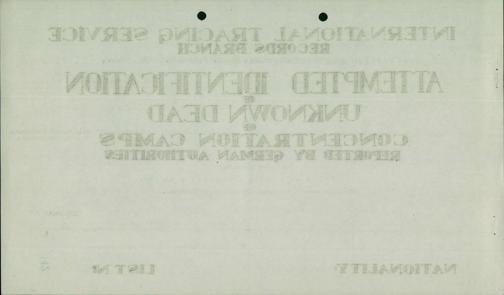 INTERNATIONAL TRACING SERVICE
RECORDS BRANCH
ATTEMPTED IDENTIFICATION
OF
UNKNOWN DEAD
OF
CONCENTRATION CAMPS
REPORTED BY GERMAN AUTHORITIES
NATIONALITY:
LIST Nº